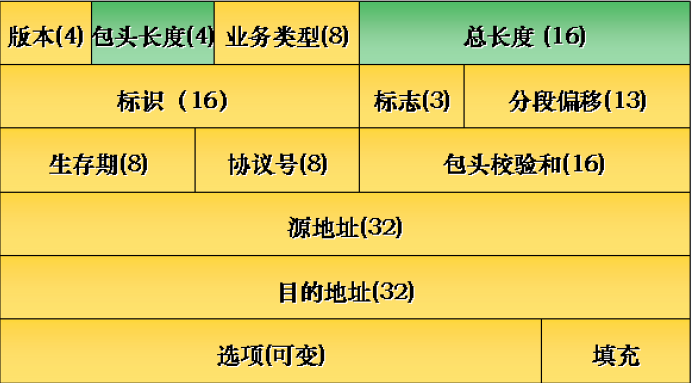 版本(4) 包头长度(4) 业务类型(8) 总长度 (16)
标识（16） 标志(3) 分段偏移(13)
生存期(8) 协议号(8) 包头校验和(16)
源地址(32)
目的地址(32)
选项(可变) 填充